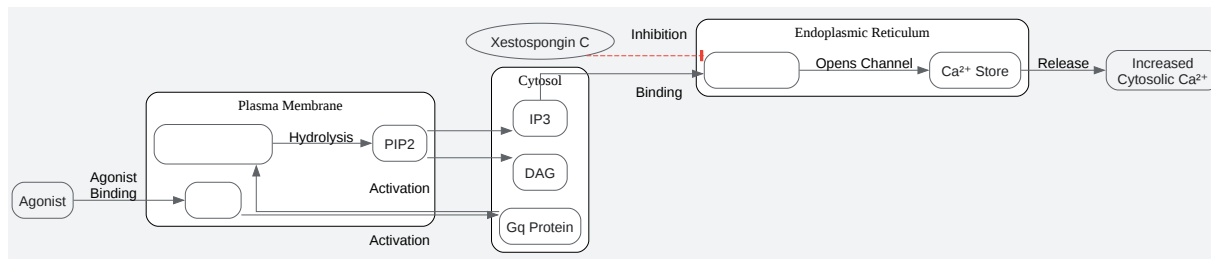 Xestospongin C
Inhibition
Endoplasmic Reticulum
Opens Channel
Ca²⁺ Store
Release
Increased
Cytosolic Ca²⁺
Binding
Cytosol
IP3
DAG
Gq Protein
Plasma Membrane
Hydrolysis
PIP2
Activation
Agonist
Binding
Agonist
Activation